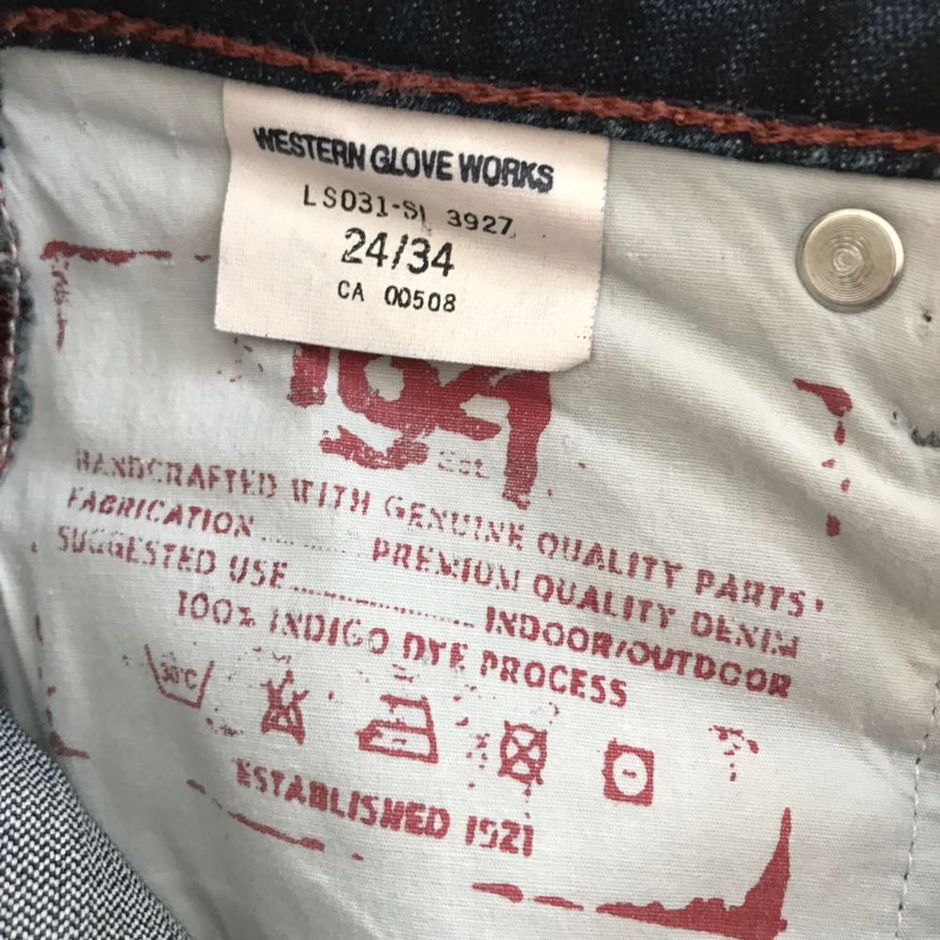 WESTERN GLOVE WORKS
LS031-SI 3927
24/34
CA 00508
Est.
HANDCRAFTED WITH GENUINE QUALITY PARTS.
FABRICATION ............ PREMIUM QUALITY DENIM
SUGGESTED USE .................... INDOOR/OUTDOOR
100% INDIGO DYE PROCESS
30°C
ESTABLISHED 1921